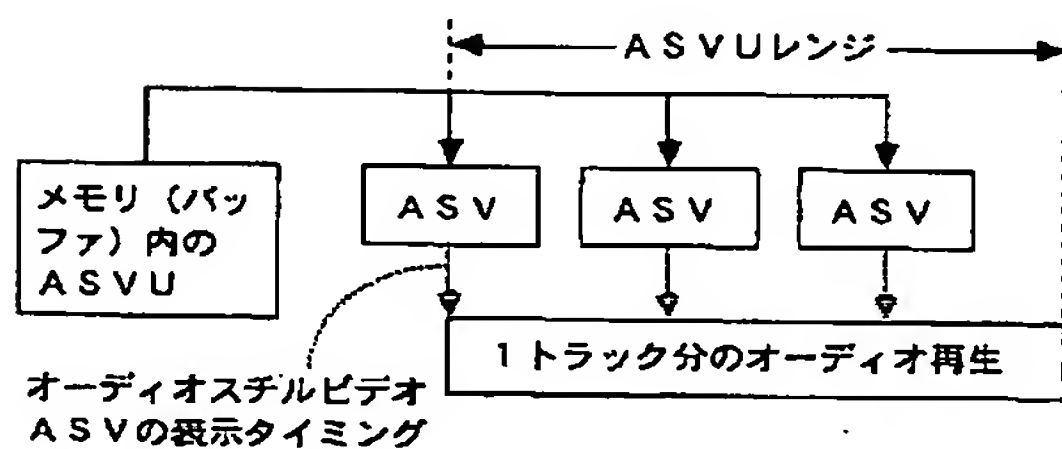 ASVUレンジ
メモリ（バッ
ファ）内の
ASVU
ASV
ASV
ASV
1トラック分のオーディオ再生
オーディオスチルビデオ
ASVの表示タイミング